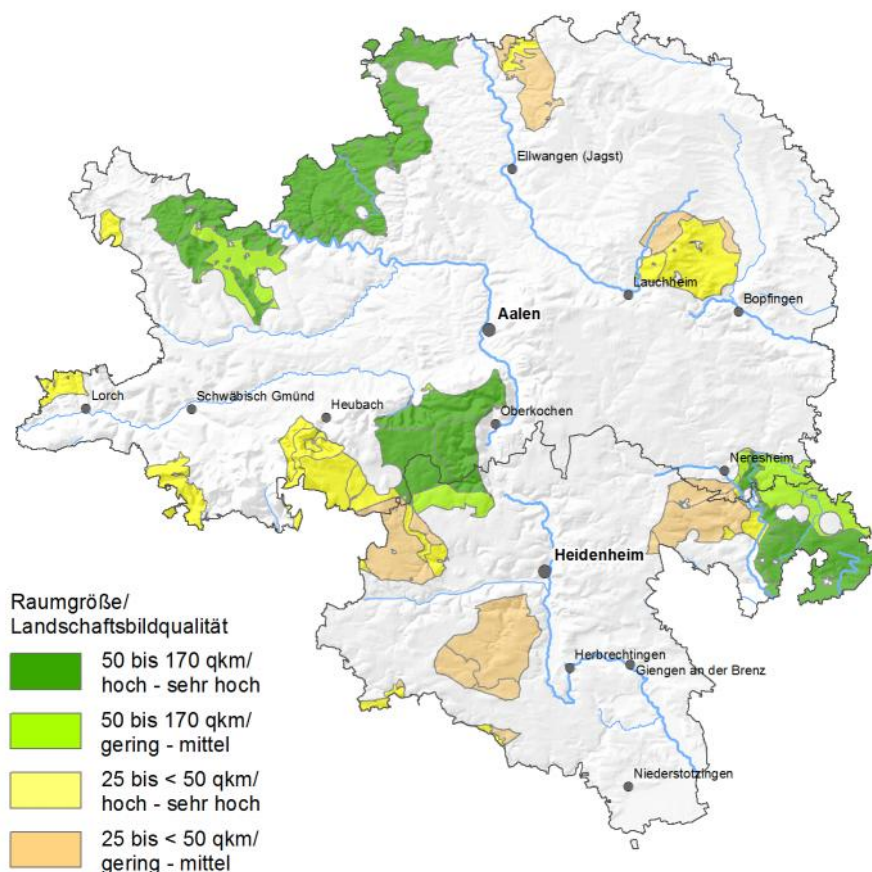 Ellwangen (Jagst)
Lauchheim
Bopfingen
Aalen
Lorch
Schwäbisch Gmünd
Heubach
Oberkochen
Neresheim
Heidenheim
Herbrechtingen
Giengen an der Brenz
Niederstotzingen
Raumgröße/
Landschaftsbildqualität
50 bis 170 qkm/
hoch - sehr hoch
50 bis 170 qkm/
gering - mittel
25 bis < 50 qkm/
hoch - sehr hoch
25 bis < 50 qkm/
gering - mittel